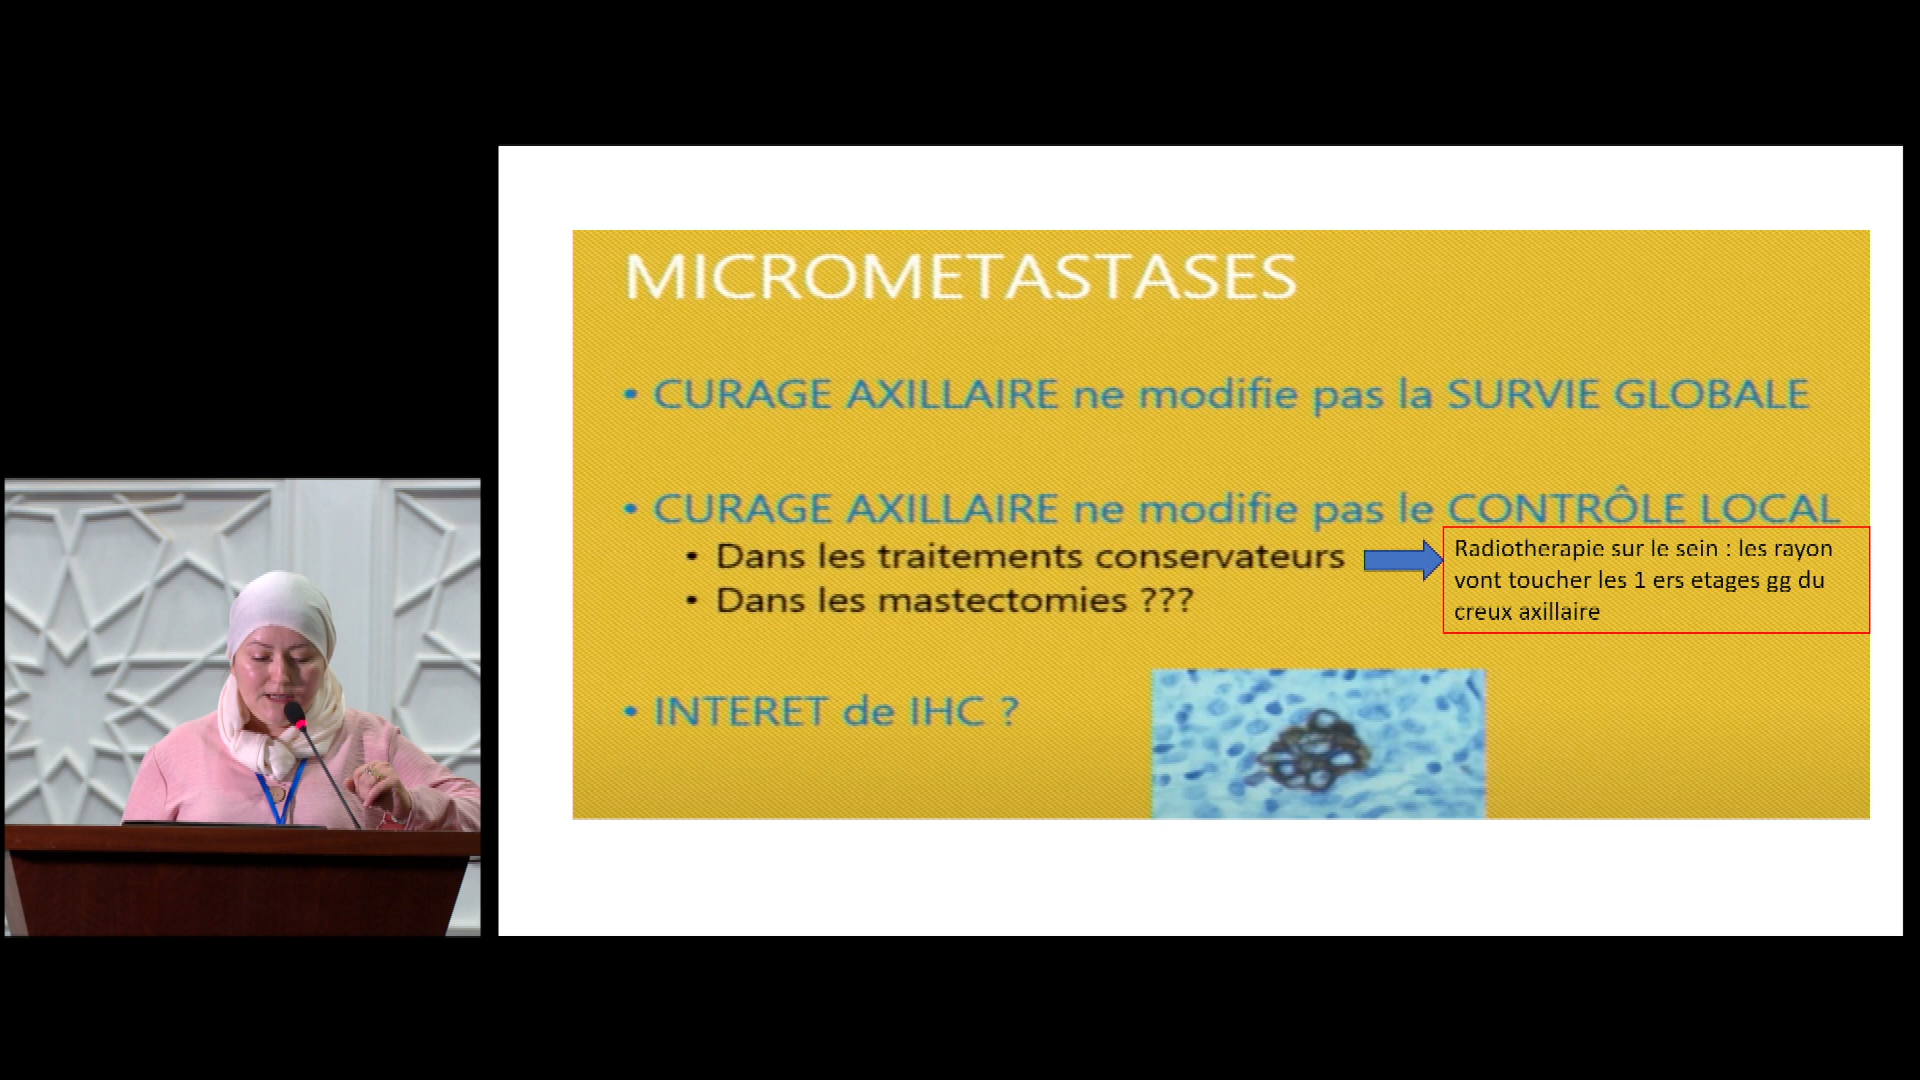 MICROMETASTASES
• CURAGE AXILLAIRE ne modifie pas la SURVIE GLOBALE
• CURAGE AXILLAIRE ne modifie pas le CONTRÔLE LOCAL
• Dans les traitements conservateurs
• Dans les mastectomies ???
Radiotherapie sur le sein : les rayon
vont toucher les 1 ers etages gg du
creux axillaire
• INTERET de IHC ?